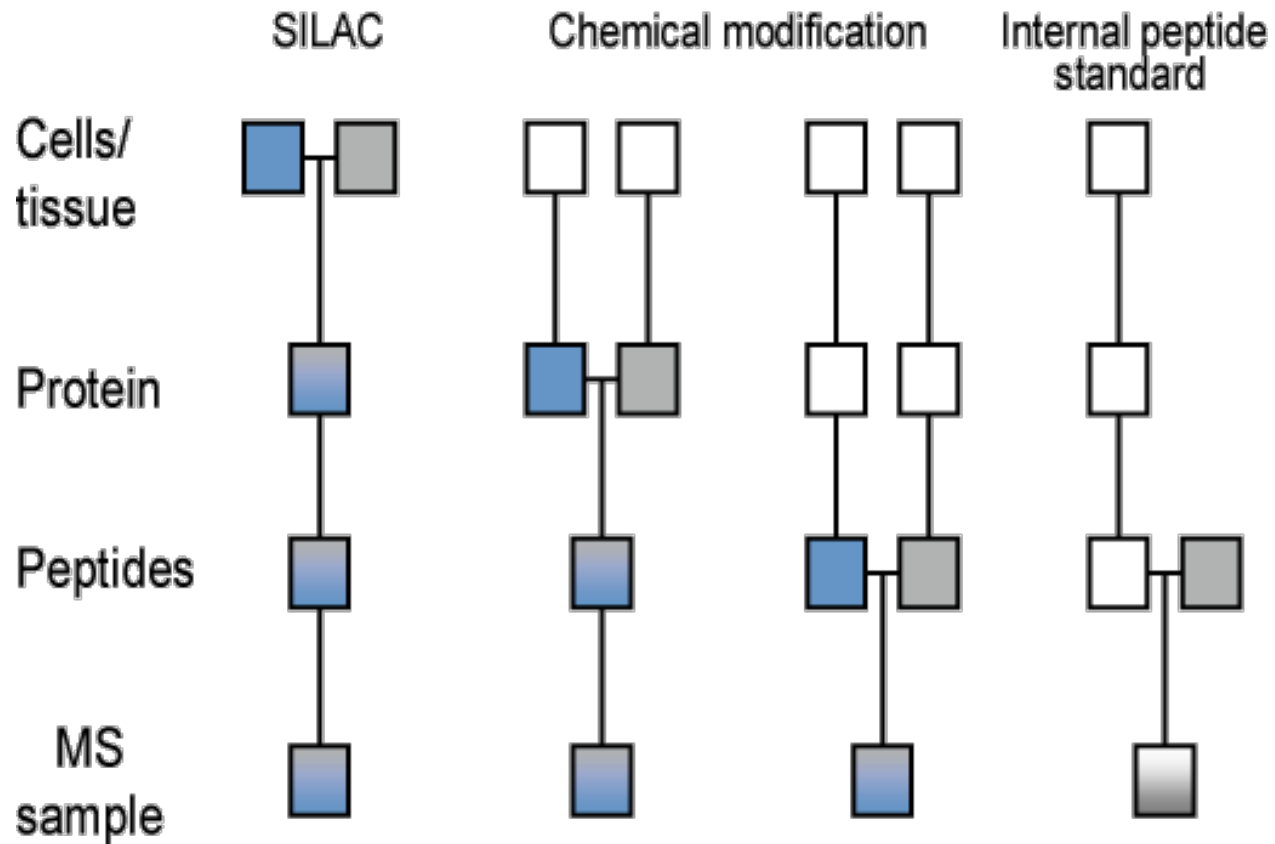 SILAC
Chemical modification
Internal peptide
standard
Cells/
tissue
Protein
Peptides
MS
sample